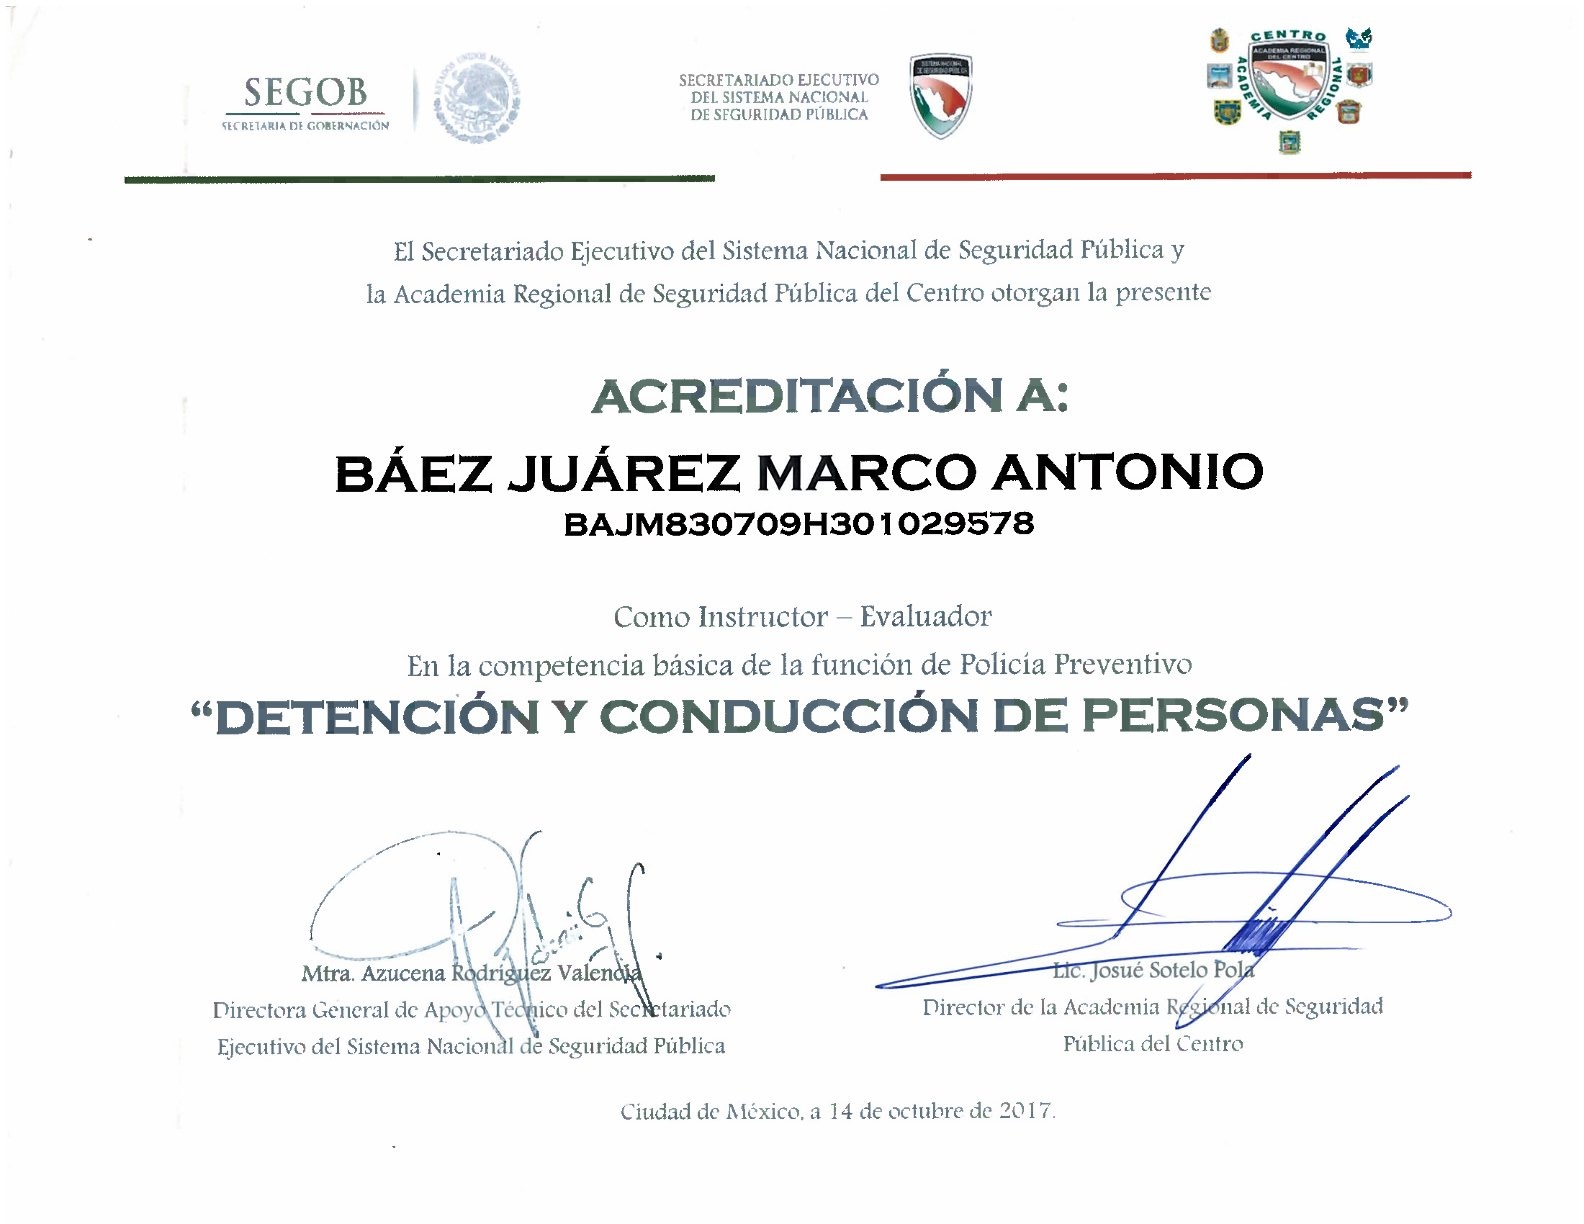 SEGOB
SECRETARÍA DE GOBERNACIÓN
ESTADOS UNIDOS MEXICANOS
SECRETARIADO EJECUTIVO
DEL SISTEMA NACIONAL
DE SEGURIDAD PÚBLICA
SISTEMA NACIONAL
DE SEGURIDAD PÚBLICA
CENTRO
ACADEMIA REGIONAL
DEL CENTRO
ACADEMIA
REGIONAL
El Secretariado Ejecutivo del Sistema Nacional de Seguridad Pública y
la Academia Regional de Seguridad Pública del Centro otorgan la presente
ACREDITACIÓN A:
BÁEZ JUÁREZ MARCO ANTONIO
BAJM830709H301029578
Como Instructor – Evaluador
En la competencia básica de la función de Policía Preventivo
“DETENCIÓN Y CONDUCCIÓN DE PERSONAS”
Mtra. Azucena Rodríguez Valencia
Directora General de Apoyo Técnico del Secretariado
Ejecutivo del Sistema Nacional de Seguridad Pública
Lic. Josué Sotelo Pola
Director de la Academia Regional de Seguridad
Pública del Centro
Ciudad de México, a 14 de octubre de 2017.